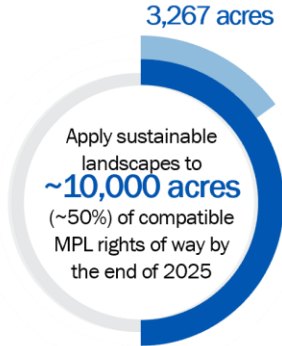 3,267 acres
Apply sustainable
landscapes to
~10,000 acres
(~50%) of compatible
MPL rights of way by
the end of 2025